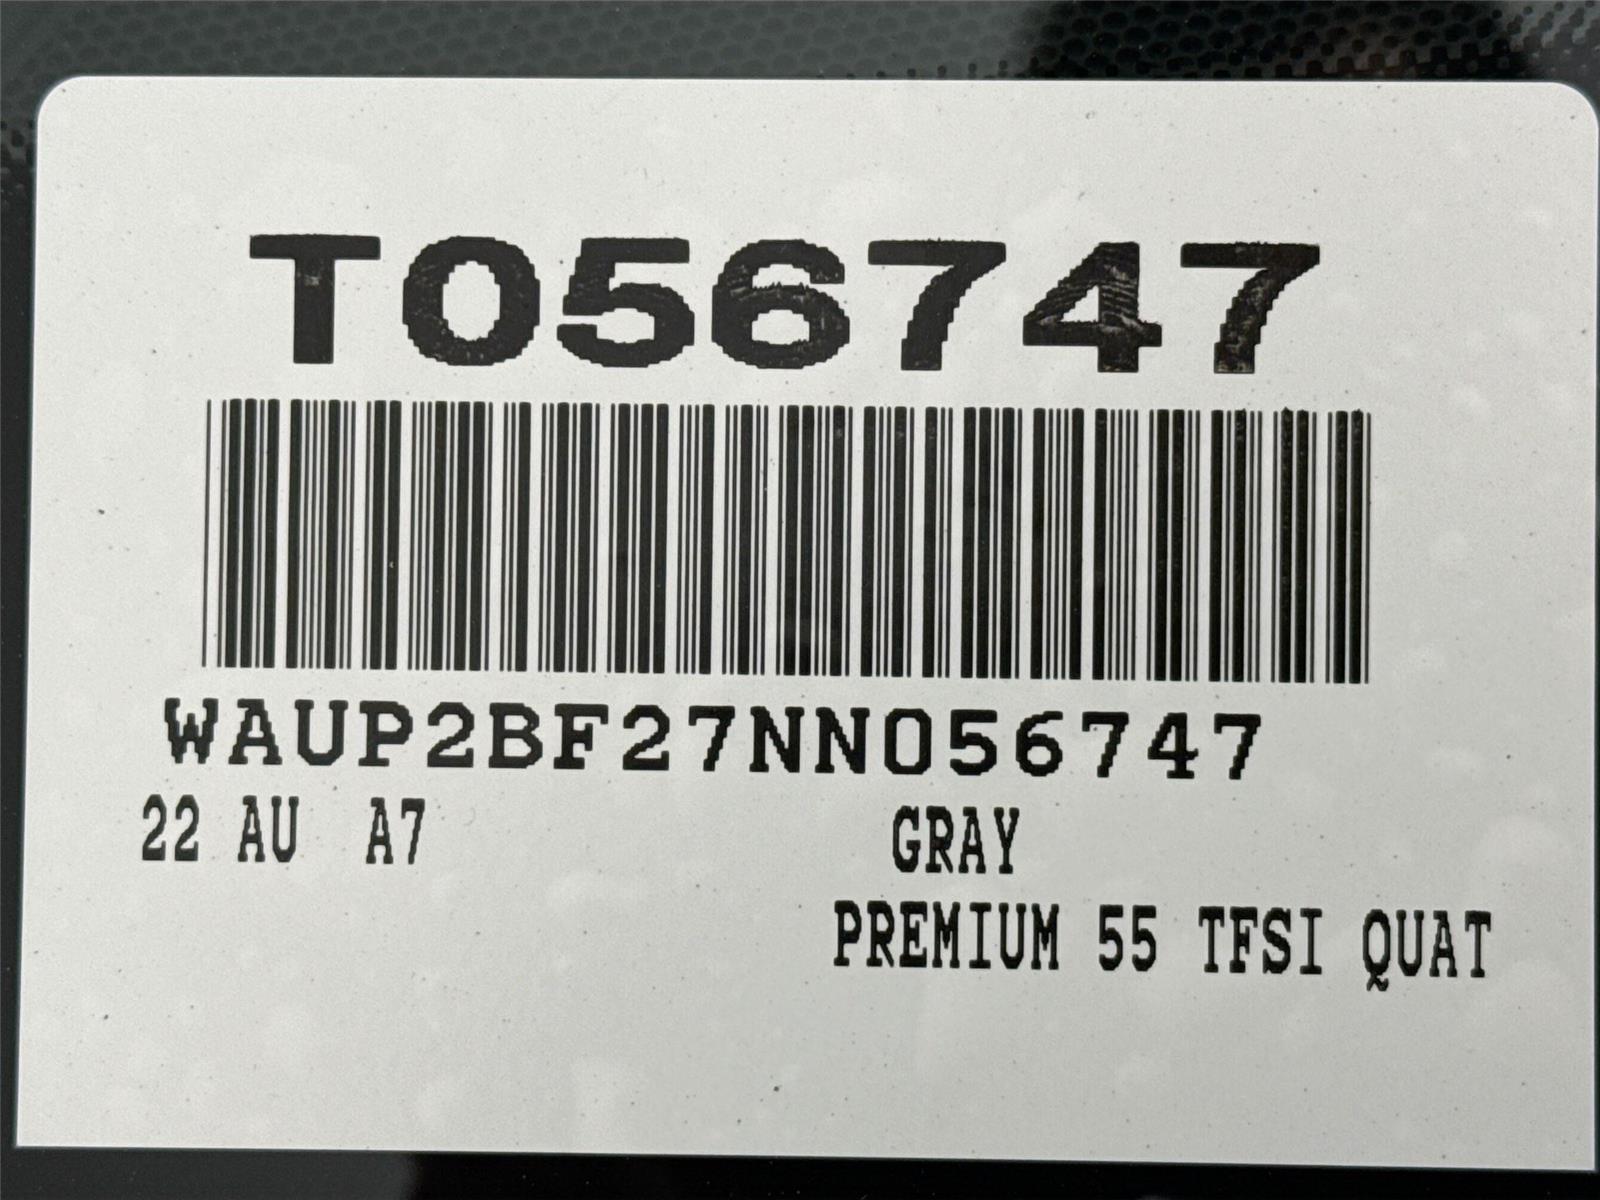 T056747
WAUP2BF27NN056747
22 AU A7 GRAY
PREMIUM 55 TFSI QUAT